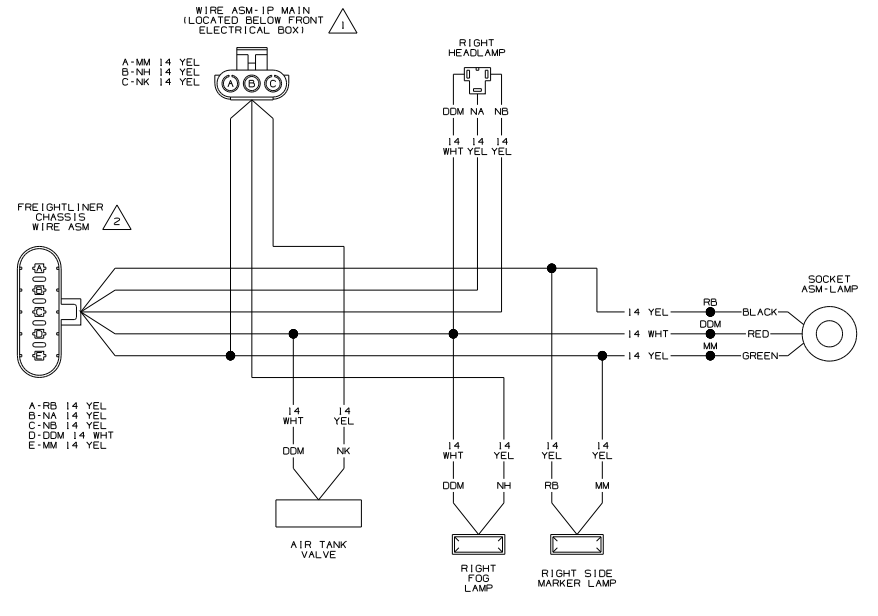 WIRE ASM-IP MAIN
(LOCATED BELOW FRONT
ELECTRICAL BOX)
1
A-MM 14 YEL
B-NH 14 YEL
C-NK 14 YEL
A B C
RIGHT
HEADLAMP
DDM NA NB
14 14 14
WHT YEL YEL
FREIGHTLINER
CHASSIS
WIRE ASM
2
A
B
C
D
E
A-RB 14 YEL
B-NA 14 YEL
C-NB 14 YEL
D-DDM 14 WHT
E-MM 14 YEL
SOCKET
ASM-LAMP
14 YEL RB BLACK
14 WHT DDM RED
14 YEL MM GREEN
14 14
WHT YEL
DDM NK
AIR TANK
VALVE
14 14 14 14
WHT YEL YEL YEL
DDM NH RB MM
RIGHT
FOG
LAMP
RIGHT SIDE
MARKER LAMP